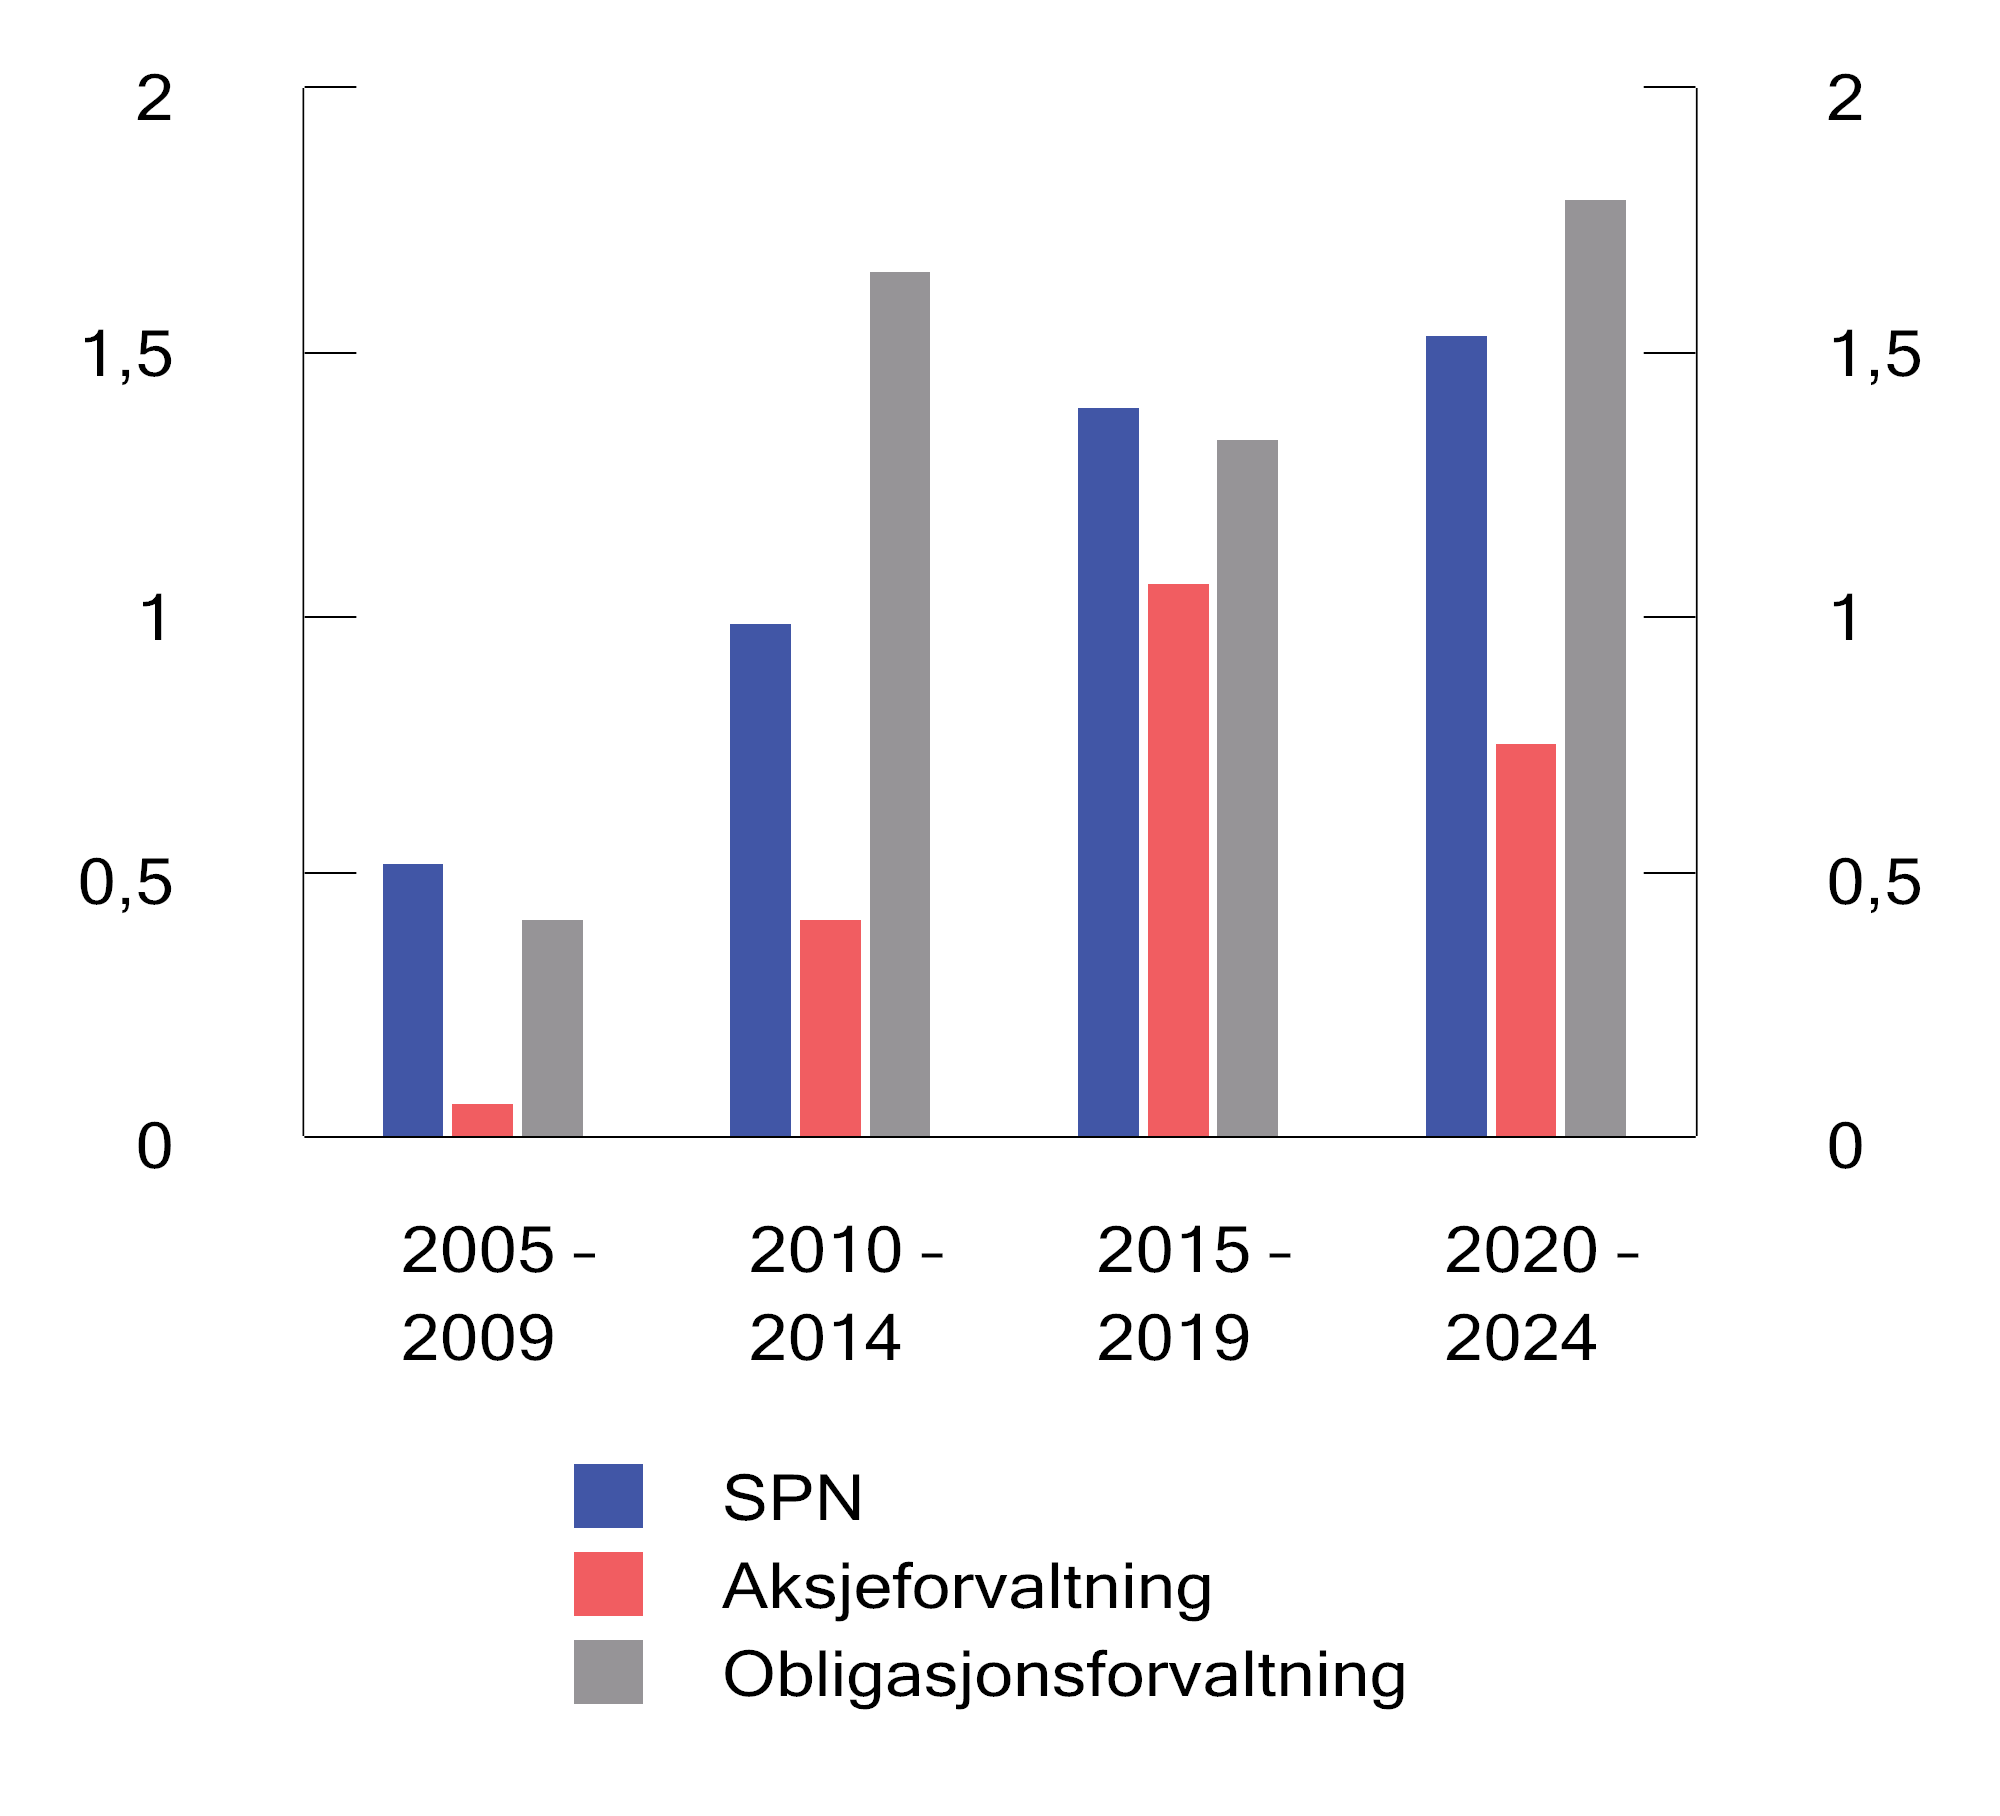 2 2
1,5 1,5
1 1
0,5 0,5
0 0
2005 – 2010 – 2015 – 2020 –
2009 2014 2019 2024
SPN
Aksjeforvaltning
Obligasjonsforvaltning